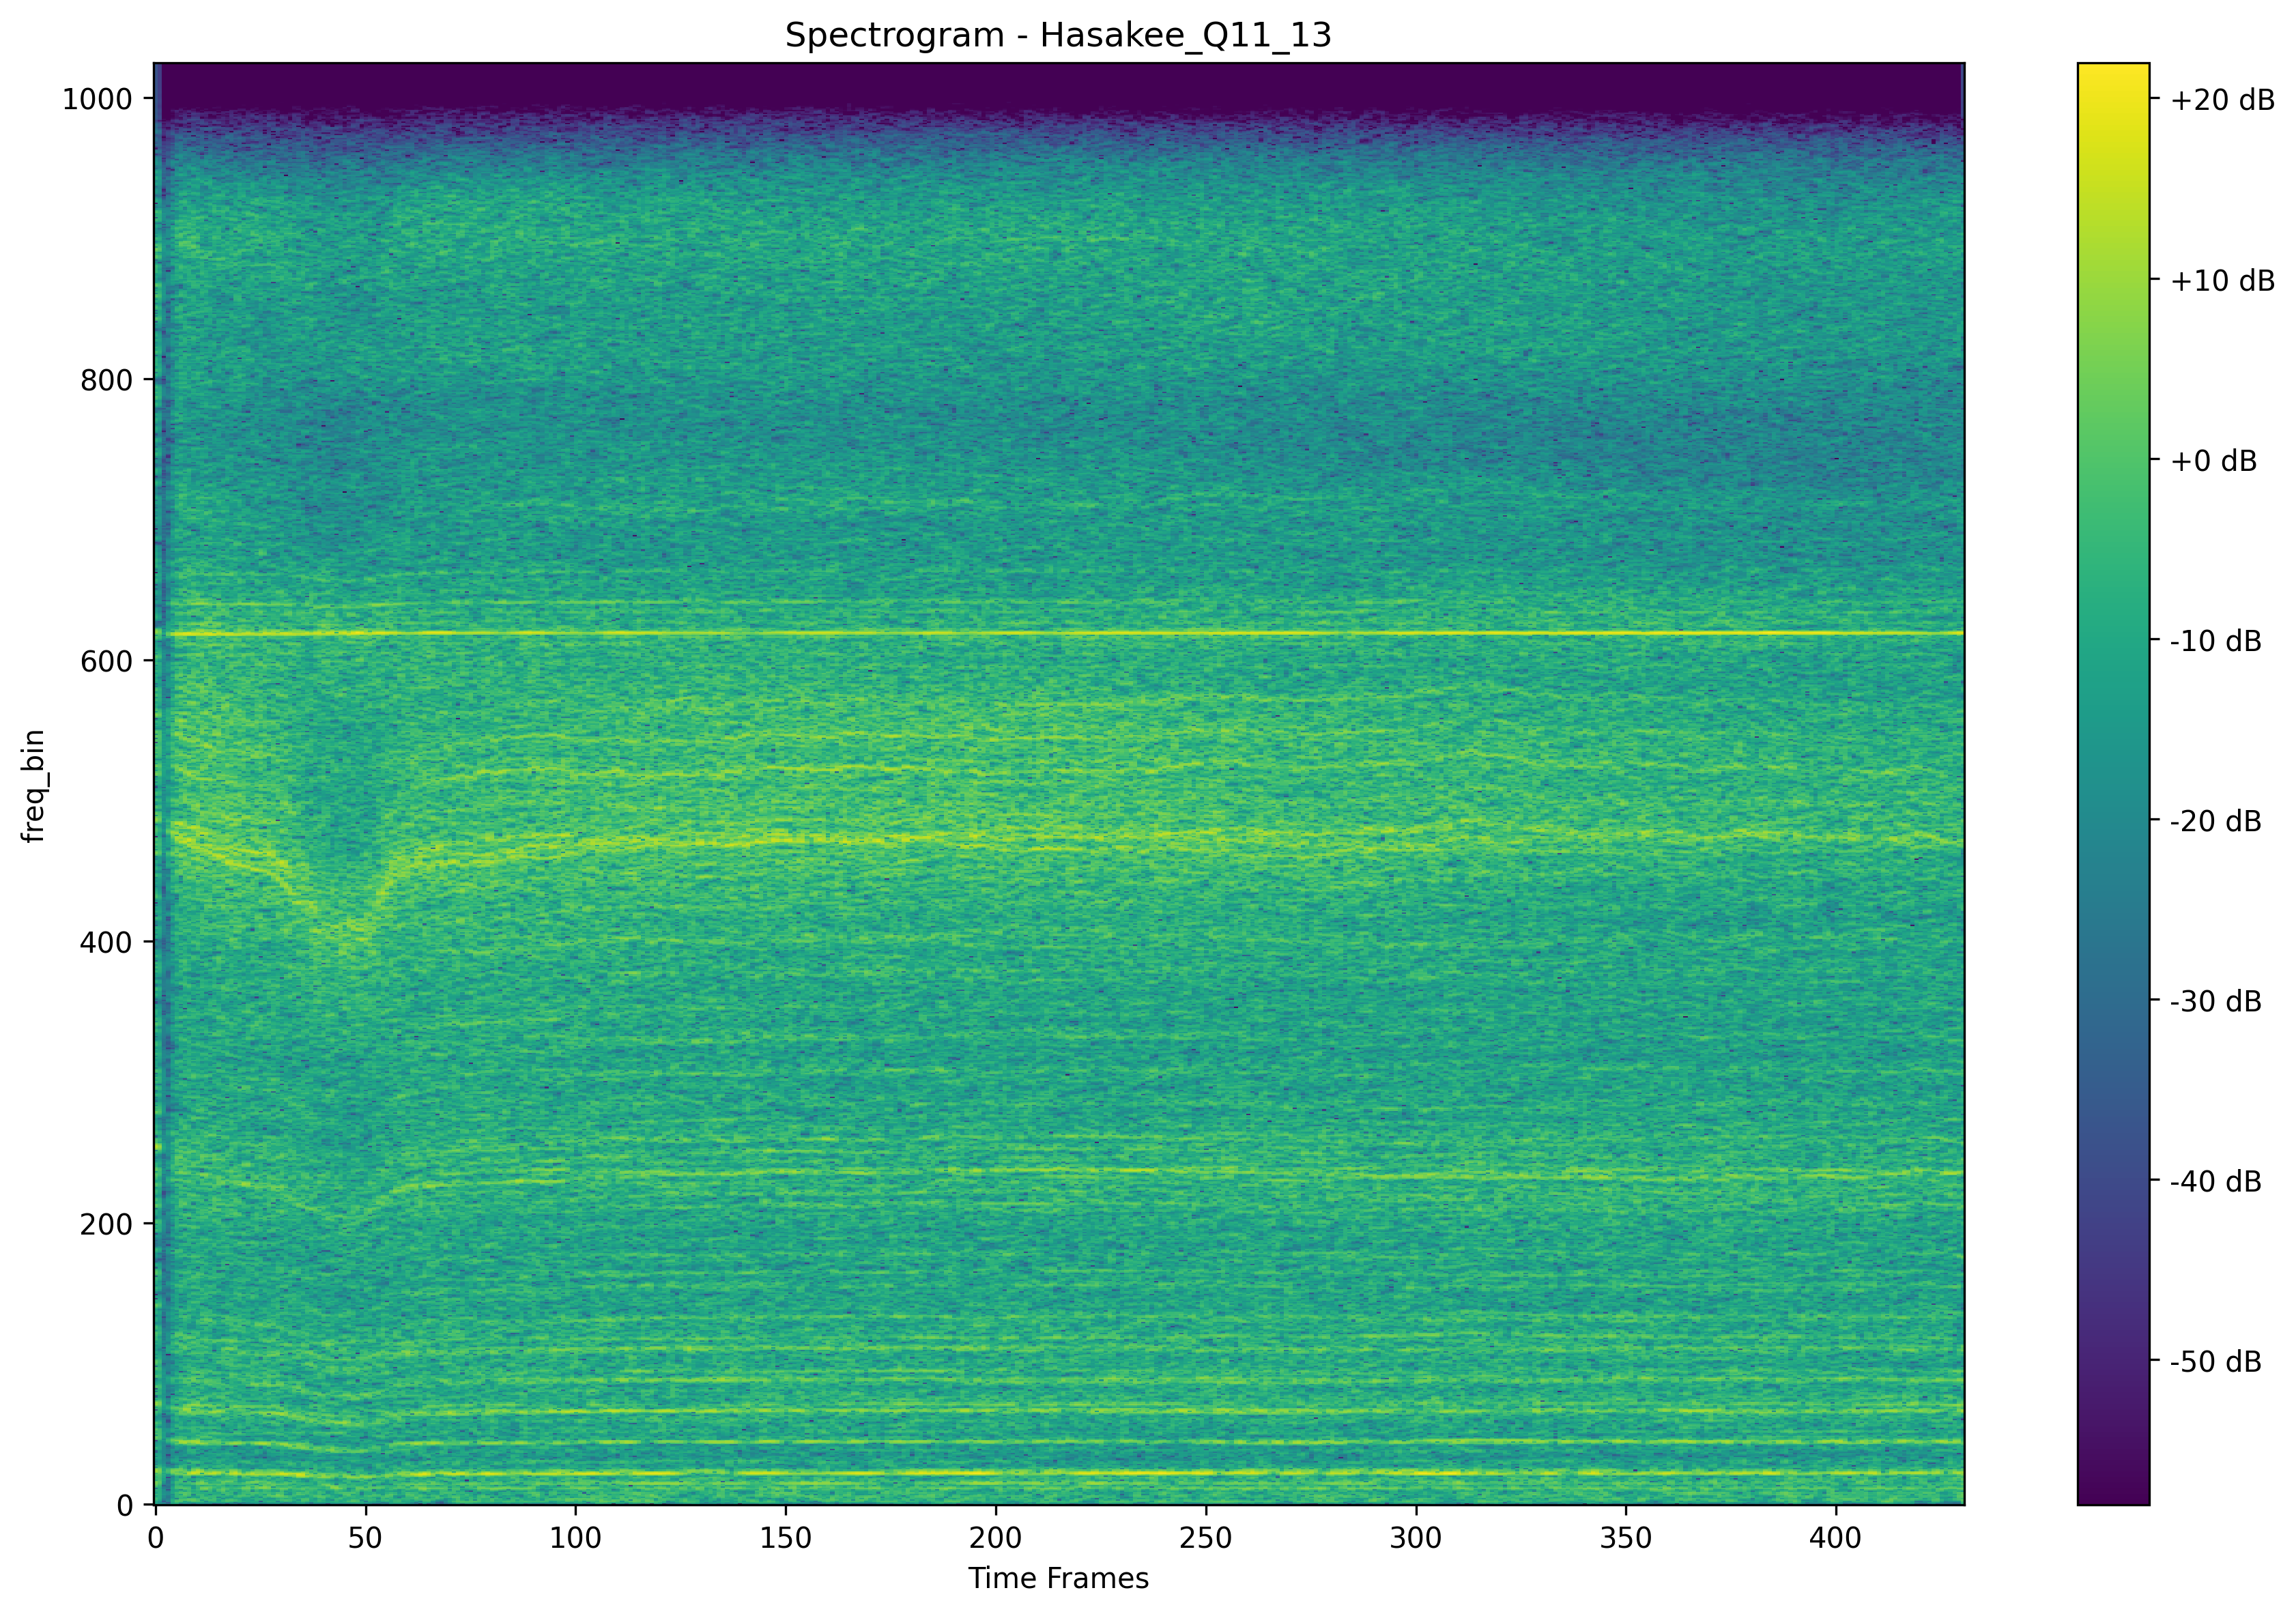 Spectrogram - Hasakee_Q11_13
1000
800
600
400
200
0
freq_bin
0 50 100 150 200 250 300 350 400
Time Frames
+20 dB
+10 dB
+0 dB
-10 dB
-20 dB
-30 dB
-40 dB
-50 dB